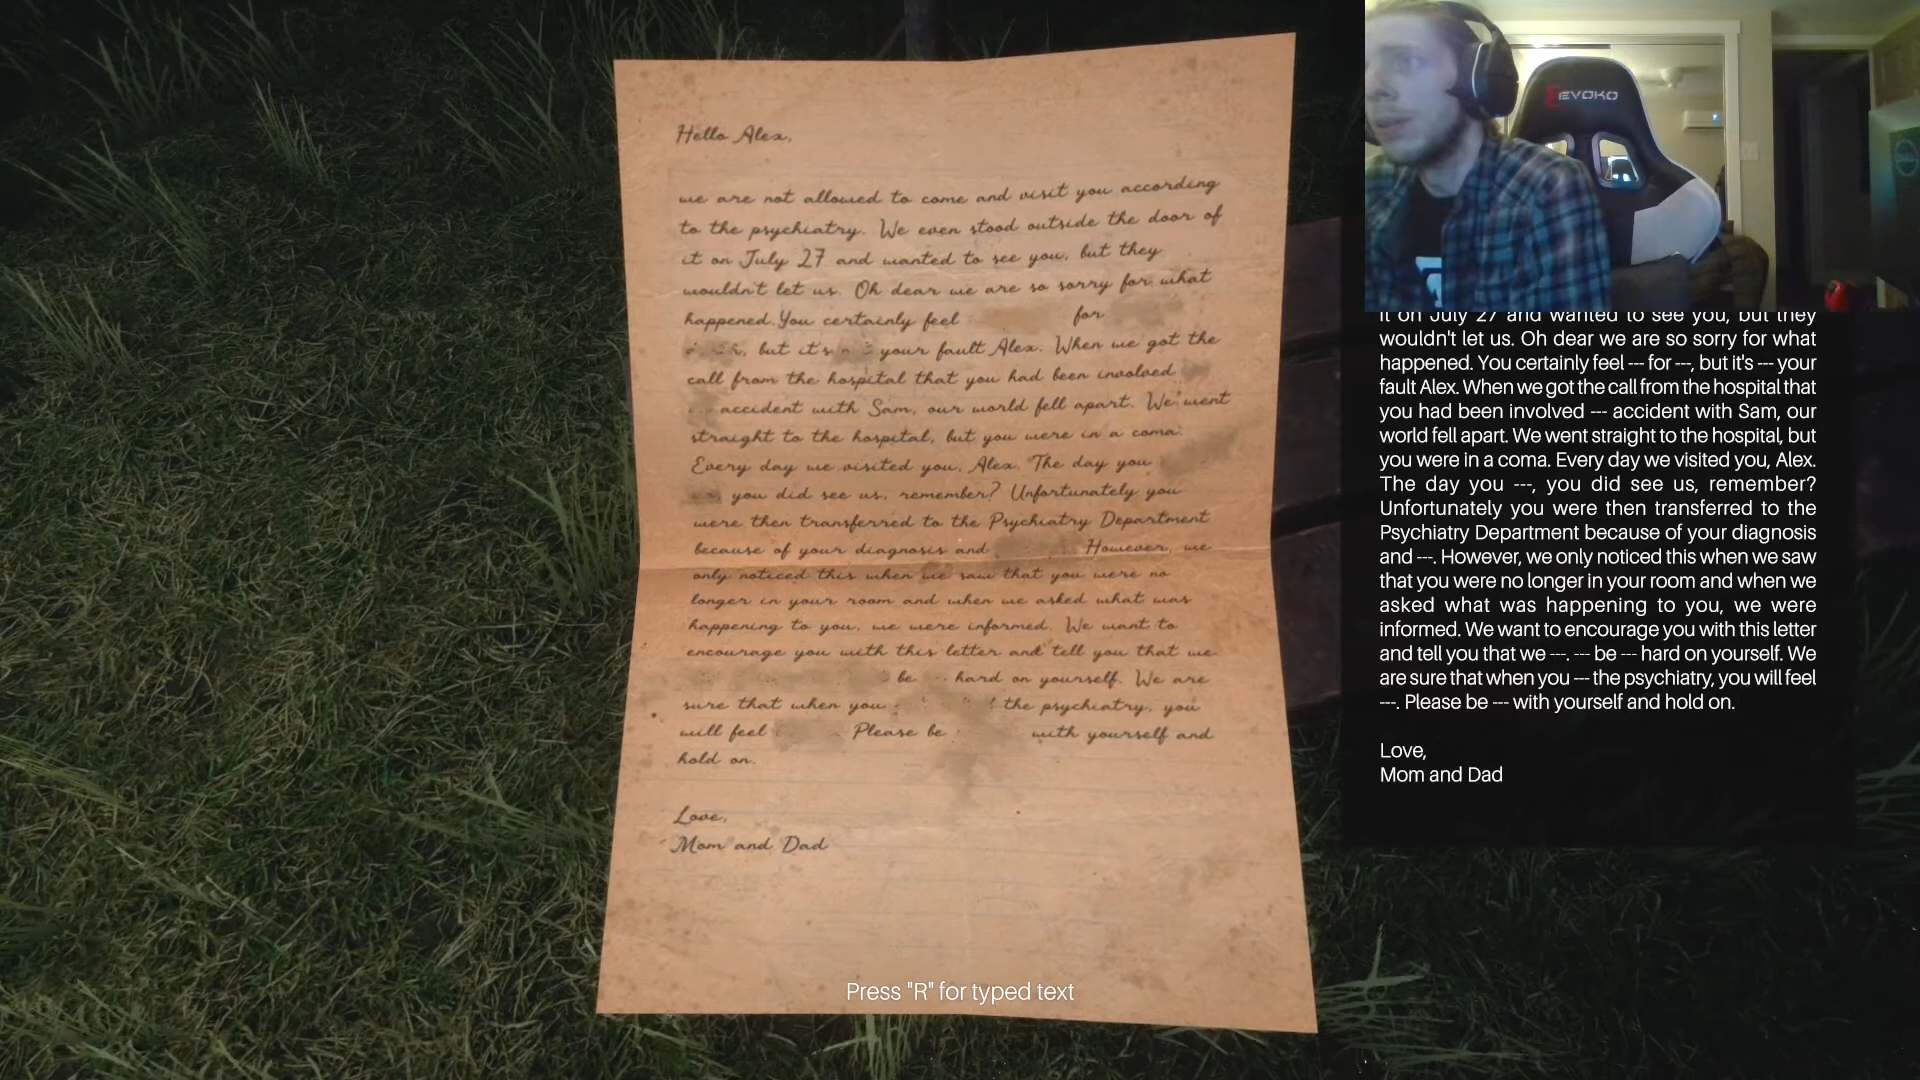 Hello Alex,
we are not allowed to come and visit you according
to the psychiatry. We even stood outside the door of
it on July 27 and wanted to see you, but they
wouldn't let us. Oh dear we are so sorry for what
happened. You certainly feel for
, but it's your fault Alex. When we got the
call from the hospital that you had been involved
accident with Sam, our world fell apart. We went
straight to the hospital, but you were in a coma.
Every day we visited you, Alex. The day you
you did see us, remember? Unfortunately you
were then transferred to the Psychiatry Department
because of your diagnosis and However, we
only noticed this when we saw that you were no
longer in your room and when we asked what was
happening to you, we were informed. We want to
encourage you with this letter and tell you that we
be hard on yourself. We are
sure that when you the psychiatry, you
will feel Please be with yourself and
hold on.
Love,
Mom and Dad
Press "R" for typed text
EVOKO
DELL
it on July 27 and wanted to see you, but they
wouldn't let us. Oh dear we are so sorry for what
happened. You certainly feel --- for ---, but it's --- your
fault Alex. When we got the call from the hospital that
you had been involved --- accident with Sam, our
world fell apart. We went straight to the hospital, but
you were in a coma. Every day we visited you, Alex.
The day you ---, you did see us, remember?
Unfortunately you were then transferred to the
Psychiatry Department because of your diagnosis
and ---. However, we only noticed this when we saw
that you were no longer in your room and when we
asked what was happening to you, we were
informed. We want to encourage you with this letter
and tell you that we ---. --- be --- hard on yourself. We
are sure that when you --- the psychiatry, you will feel
---. Please be --- with yourself and hold on.
Love,
Mom and Dad